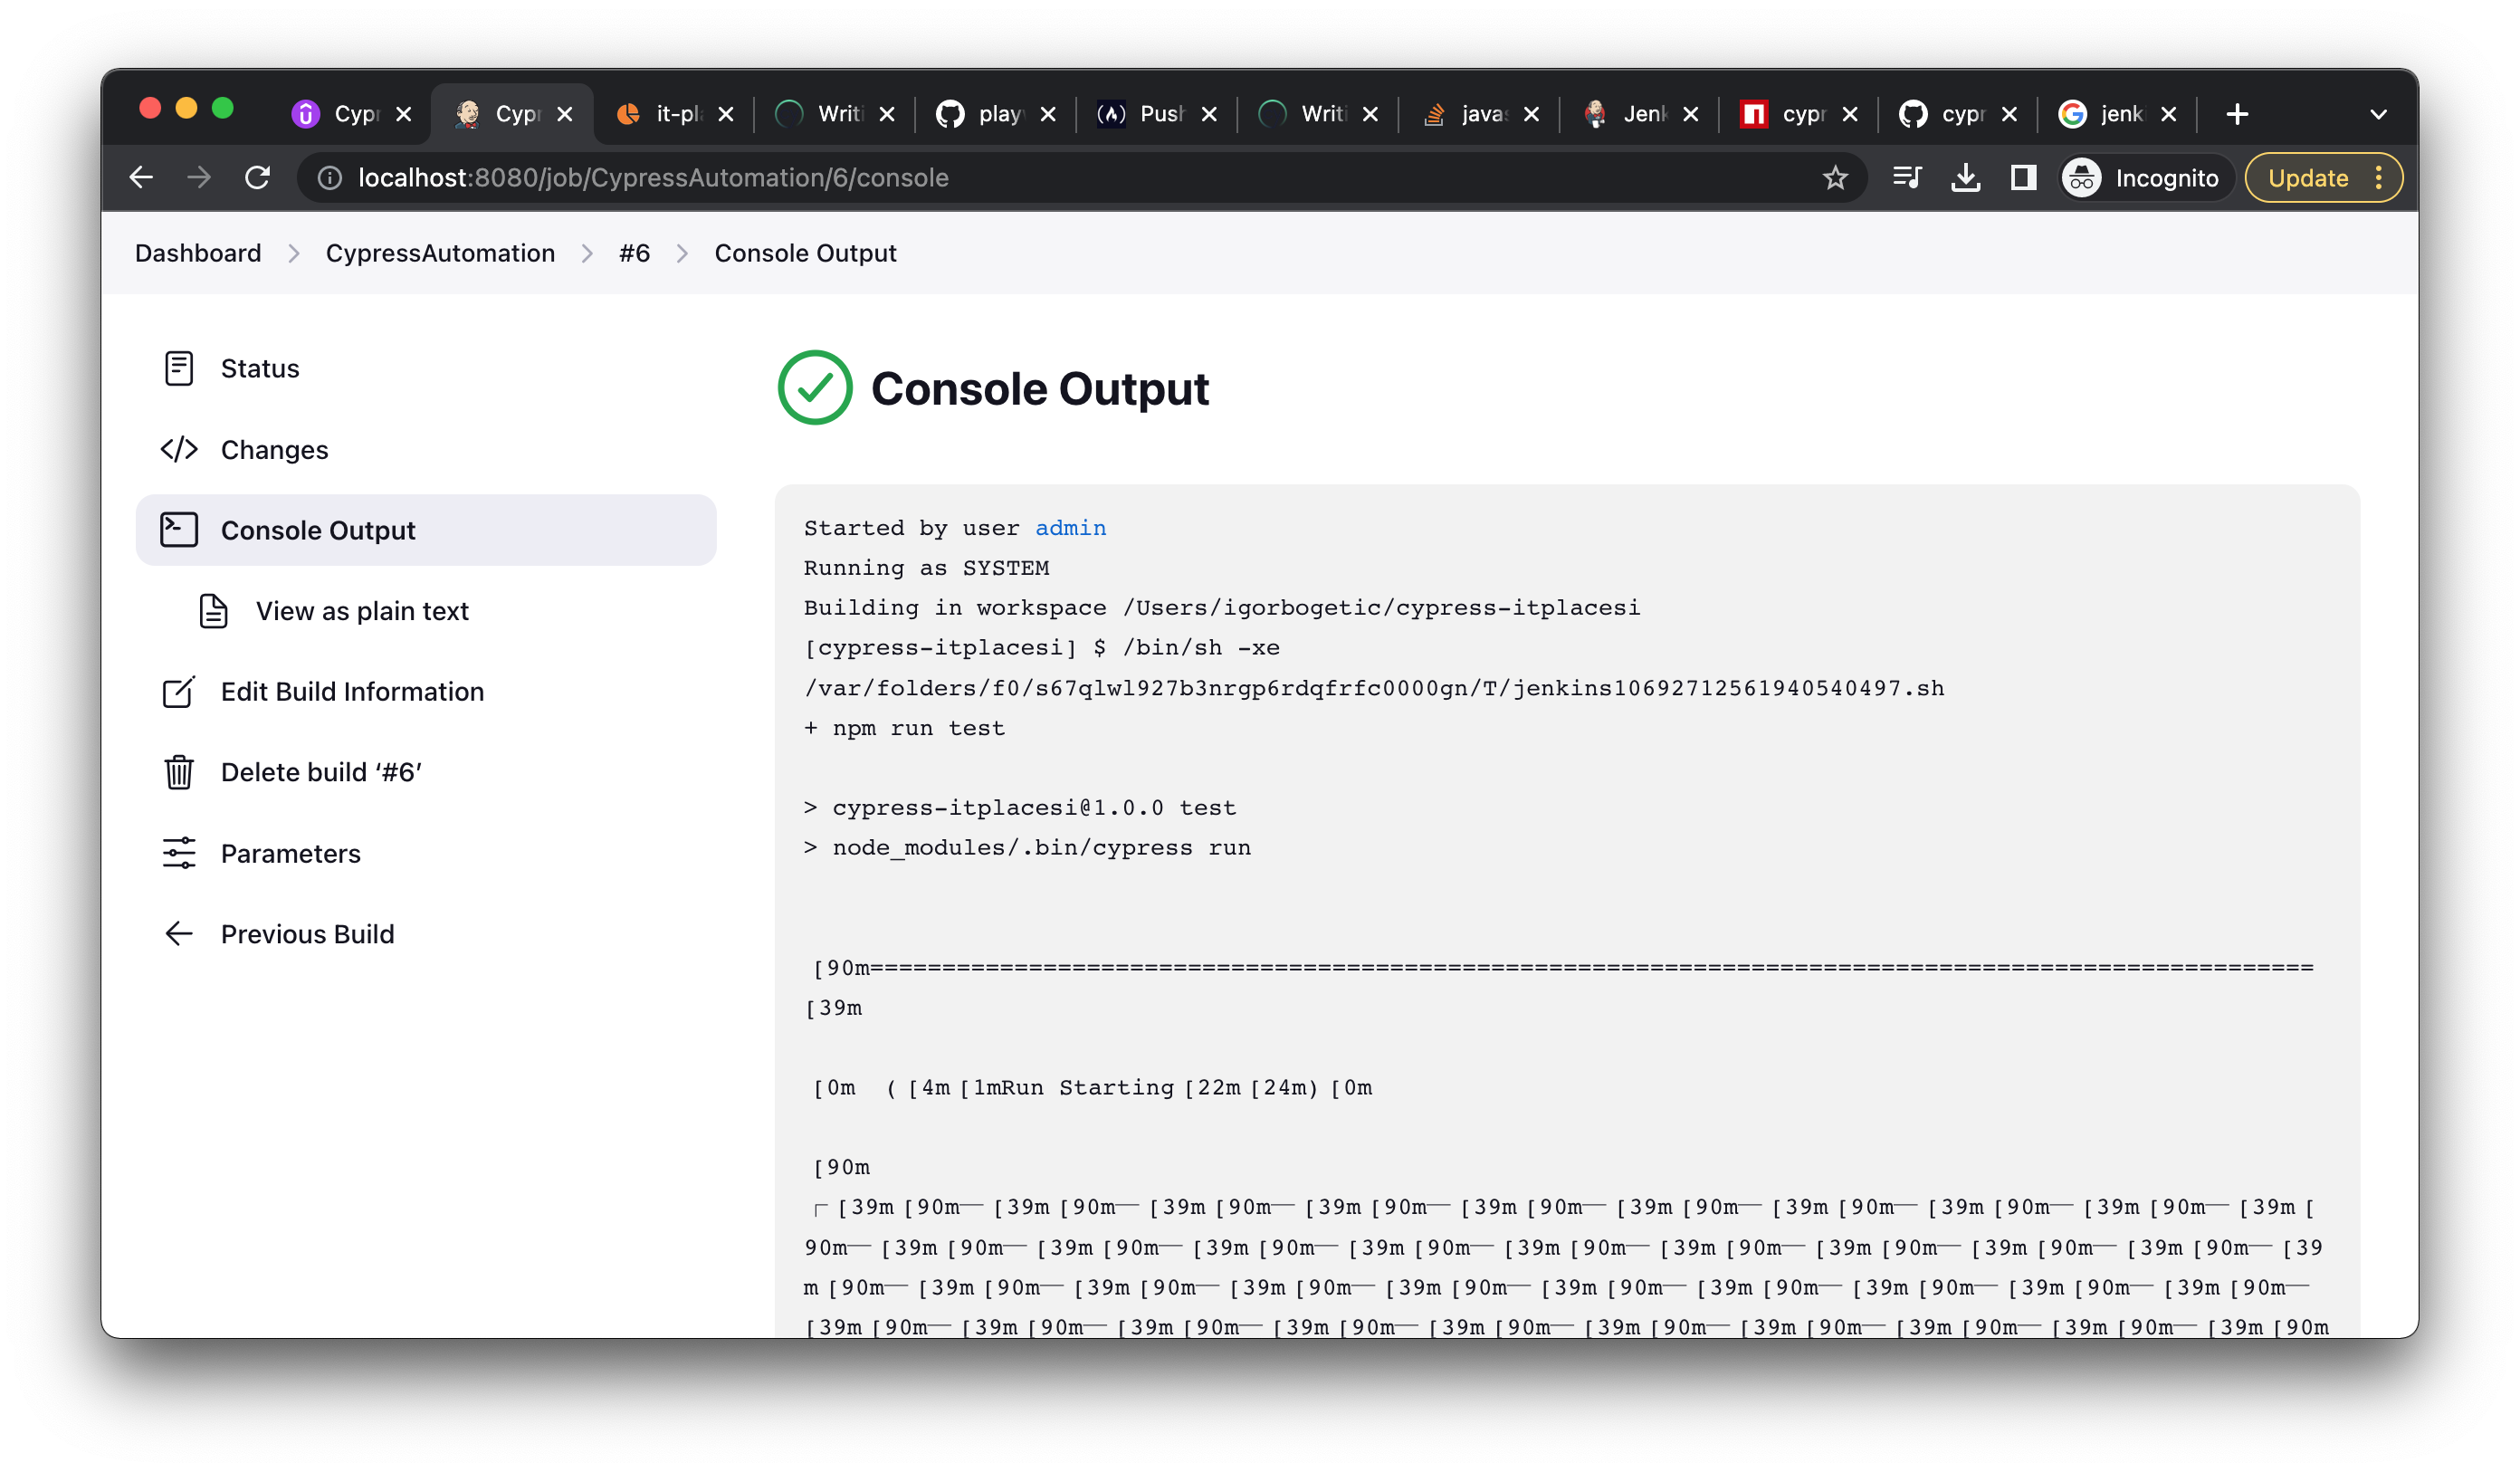 Cypr
Cypr
it-pla
Writi
play
Push
Writi
javas
Jenk
cypr
cypr
jenki
localhost:8080/job/CypressAutomation/6/console
Incognito
Update
Dashboard
CypressAutomation
#6
Console Output
Status
Changes
Console Output
View as plain text
Edit Build Information
Delete build ‘#6’
Parameters
Previous Build
Console Output
Started by user admin
Running as SYSTEM
Building in workspace /Users/igorbogetic/cypress-itplacesi
[cypress-itplacesi] $ /bin/sh -xe
/var/folders/f0/s67qlwl927b3nrgp6rdqfrfc0000gn/T/jenkins10692712561940540497.sh
+ npm run test
> cypress-itplacesi@1.0.0 test
> node_modules/.bin/cypress run
[90m====================================================================================================
[39m
[0m  ( [4m [1mRun Starting [22m [24m) [0m
[90m
┌ [39m [90m─ [39m [90m─ [39m [90m─ [39m [90m─ [39m [90m─ [39m [90m─ [39m [90m─ [39m [90m─ [39m [90m─ [39m [
90m─ [39m [90m─ [39m [90m─ [39m [90m─ [39m [90m─ [39m [90m─ [39m [90m─ [39m [90m─ [39m [90m─ [39m [90m─ [39
m [90m─ [39m [90m─ [39m [90m─ [39m [90m─ [39m [90m─ [39m [90m─ [39m [90m─ [39m [90m─ [39m [90m─ [39m [90m─
[39m [90m─ [39m [90m─ [39m [90m─ [39m [90m─ [39m [90m─ [39m [90m─ [39m [90m─ [39m [90m─ [39m [90m─ [39m [90m